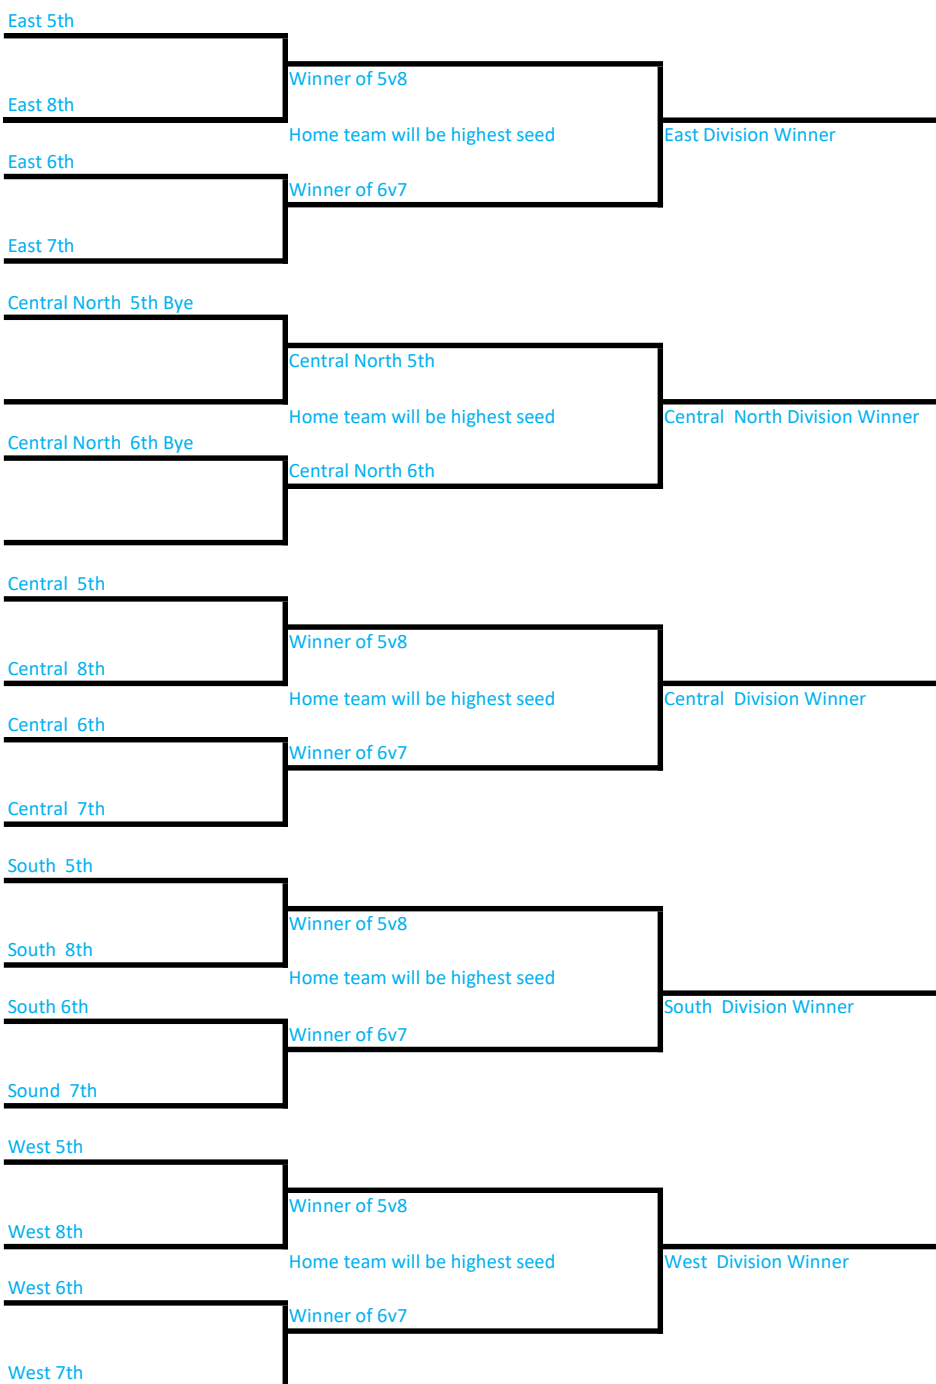 East 5th
Winner of 5v8
East 8th
Home team will be highest seed
East Division Winner
East 6th
Winner of 6v7
East 7th
Central North  5th Bye
Central North 5th
Home team will be highest seed
Central  North Division Winner
Central North  6th Bye
Central North 6th
Central  5th
Winner of 5v8
Central  8th
Home team will be highest seed
Central  Division Winner
Central  6th
Winner of 6v7
Central  7th
South  5th
Winner of 5v8
South  8th
Home team will be highest seed
South  Division Winner
South 6th
Winner of 6v7
Sound  7th
West 5th
Winner of 5v8
West 8th
Home team will be highest seed
West  Division Winner
West 6th
Winner of 6v7
West 7th